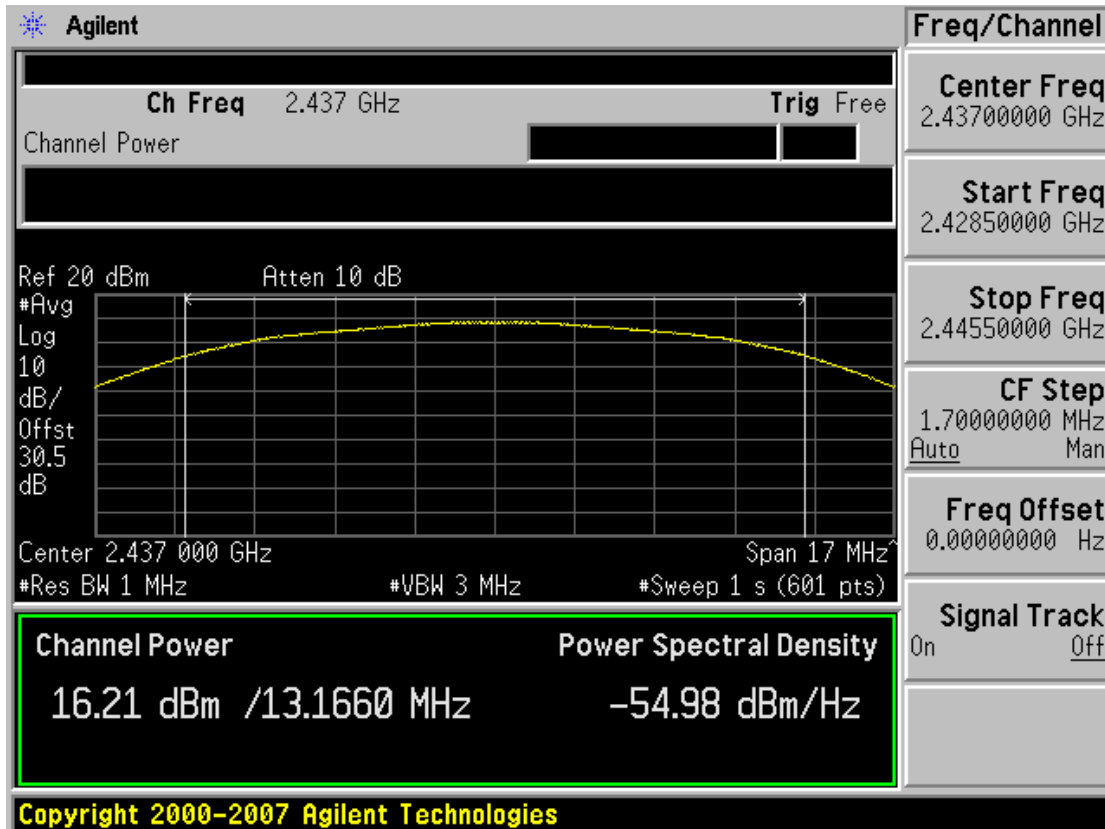 Agilent
Freq/Channel
Ch Freq 2.437 GHz
Trig Free
Channel Power
Center Freq
2.43700000 GHz
Start Freq
2.42850000 GHz
Stop Freq
2.44550000 GHz
CF Step
1.70000000 MHz
Auto Man
Freq Offset
0.00000000 Hz
Signal Track
On Off
Ref 20 dBm
Atten 10 dB
#Avg
Log
10
dB/
Offst
30.5
dB
Center 2.437 000 GHz
Span 17 MHz^
#Res BW 1 MHz
#VBW 3 MHz
#Sweep 1 s (601 pts)
Channel Power
Power Spectral Density
16.21 dBm /13.1660 MHz
-54.98 dBm/Hz
Copyright 2000-2007 Agilent Technologies